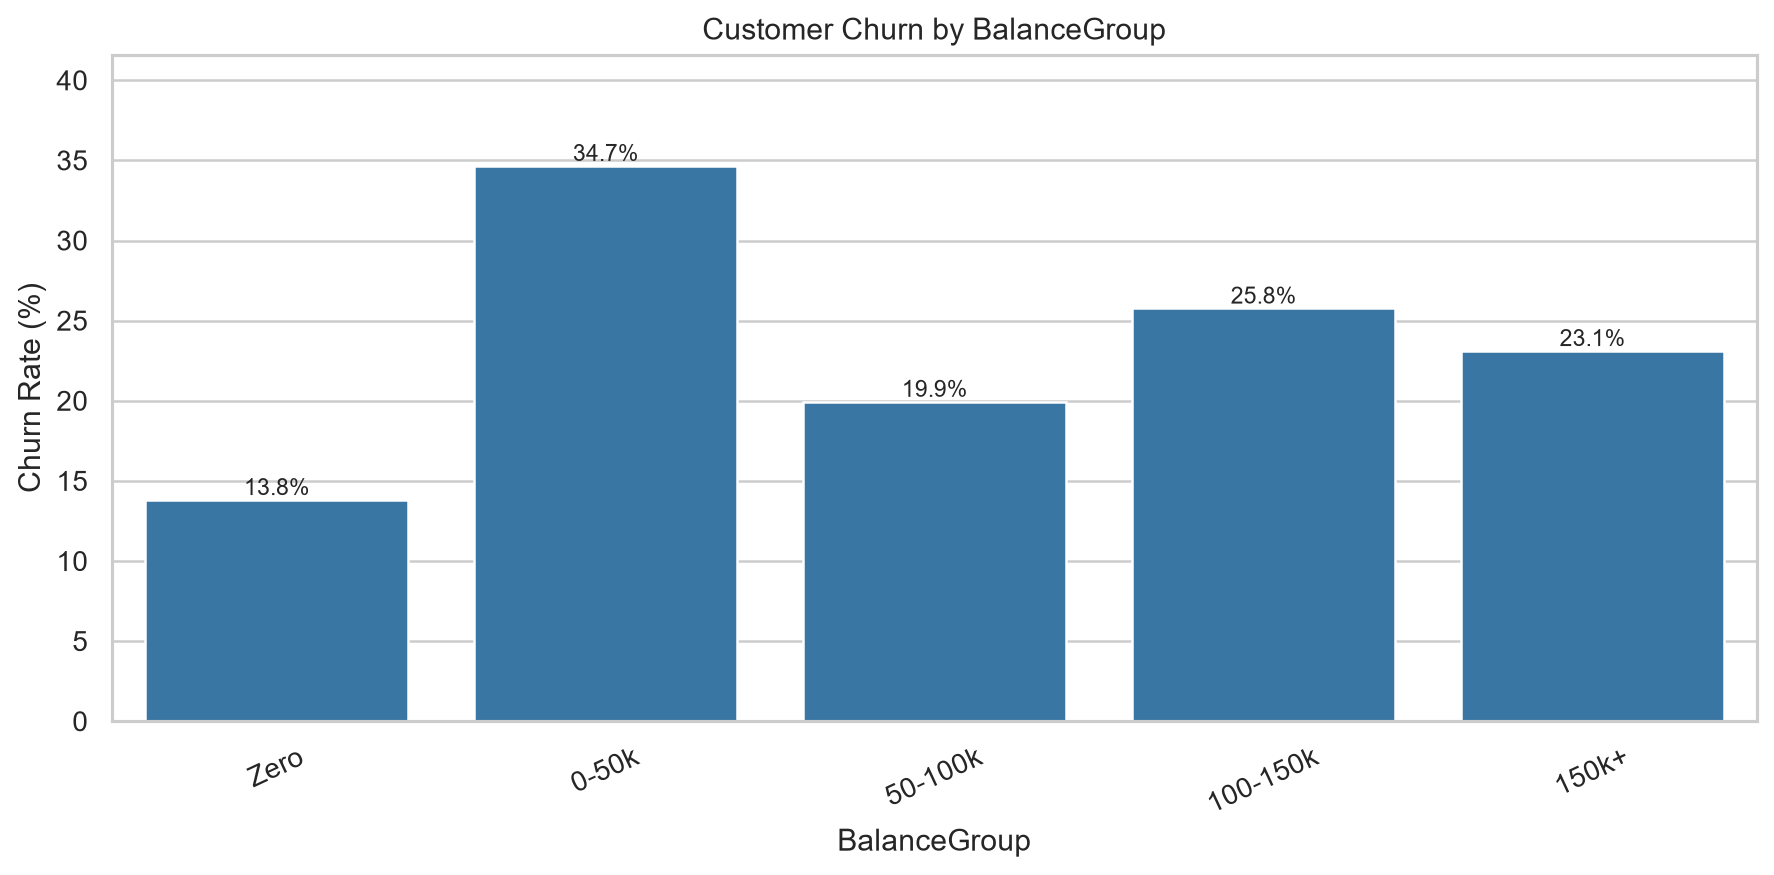 Customer Churn by BalanceGroup
Churn Rate (%)
40
35
30
25
20
15
10
5
0
13.8%
34.7%
19.9%
25.8%
23.1%
Zero
0-50k
50-100k
100-150k
150k+
BalanceGroup